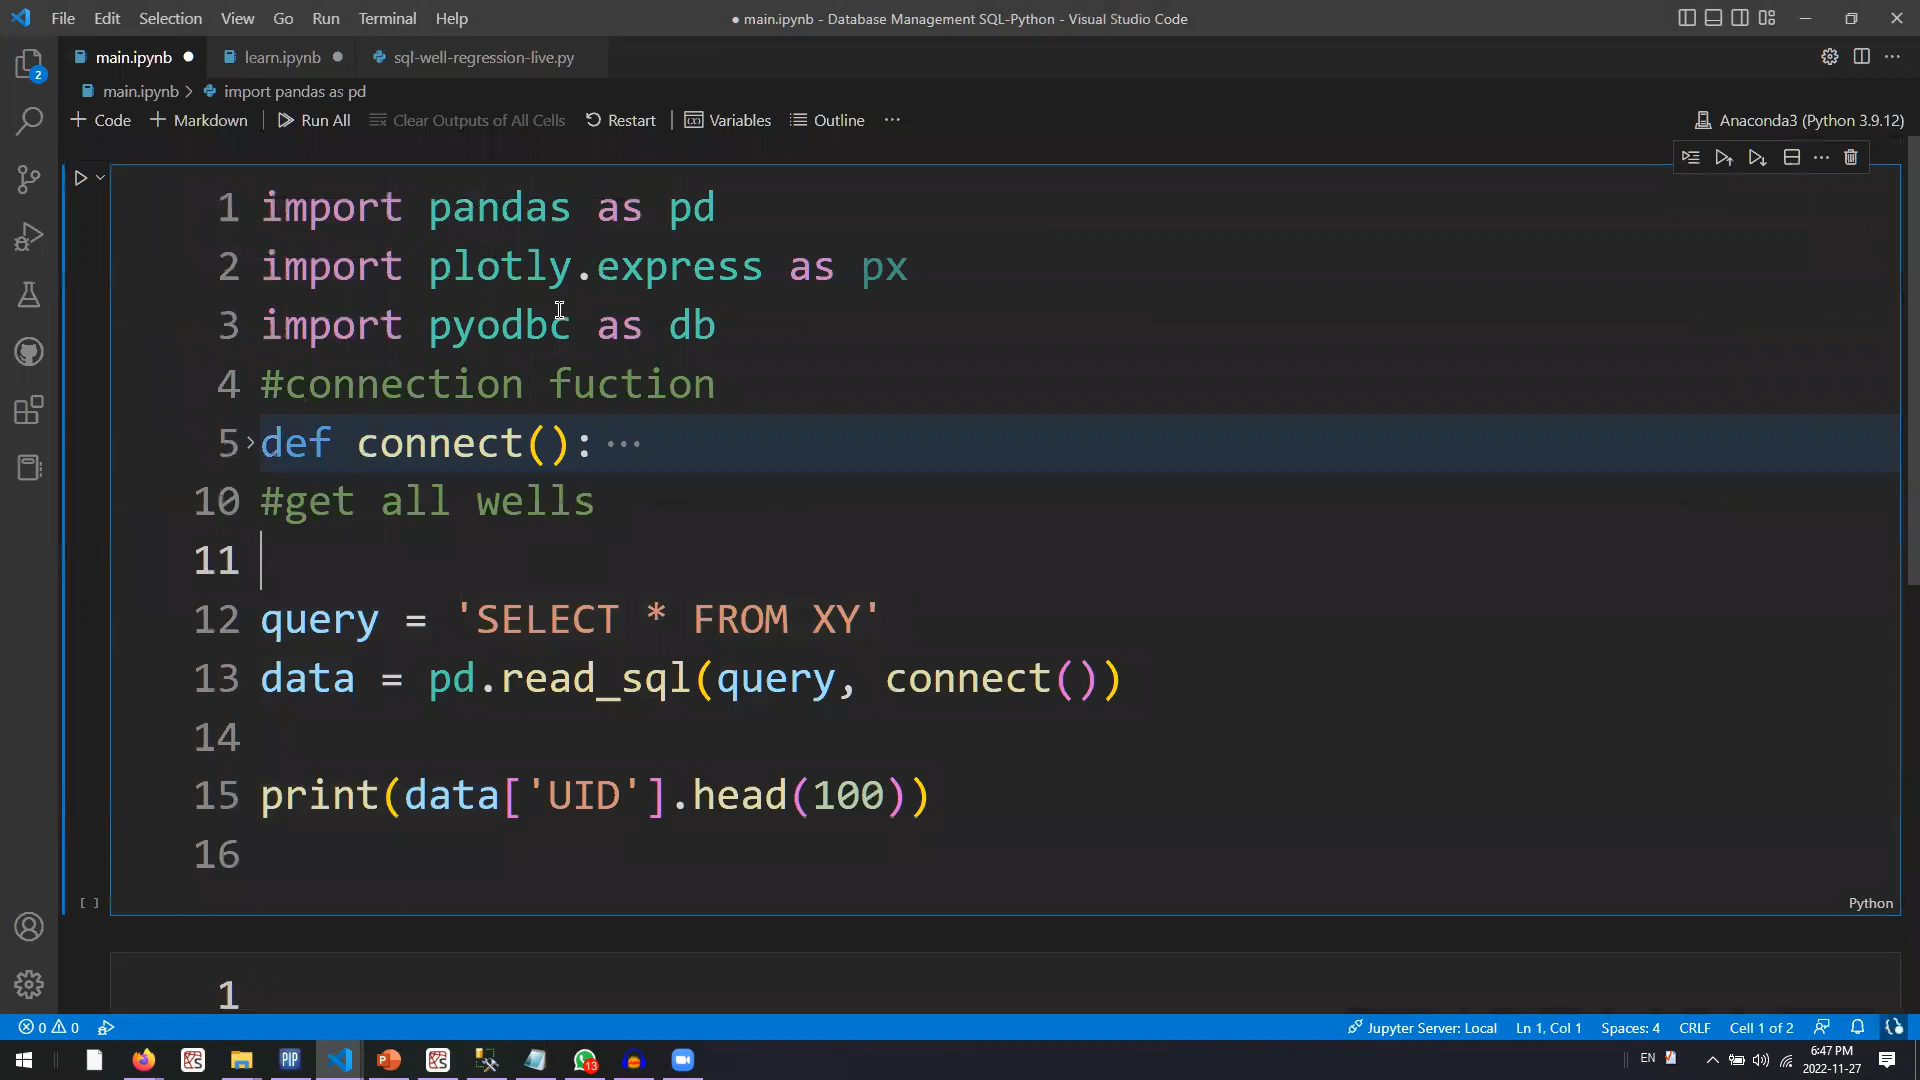 File Edit Selection View Go Run Terminal Help
● main.ipynb - Database Management SQL-Python - Visual Studio Code
main.ipynb
learn.ipynb
sql-well-regression-live.py
main.ipynb > import pandas as pd
+ Code + Markdown
Run All
Clear Outputs of All Cells
Restart
Variables
Outline
...
Anaconda3 (Python 3.9.12)
1 import pandas as pd
2 import plotly.express as px
3 import pyodbc as db
4 #connection fuction
5 def connect(): ...
10 #get all wells
11
12 query = 'SELECT * FROM XY'
13 data = pd.read_sql(query, connect())
14
15 print(data['UID'].head(100))
16
[ ]
Python
1
2
0 0
Jupyter Server: Local Ln 1, Col 1 Spaces: 4 CRLF Cell 1 of 2
PIP
13
EN
6:47 PM
2022-11-27